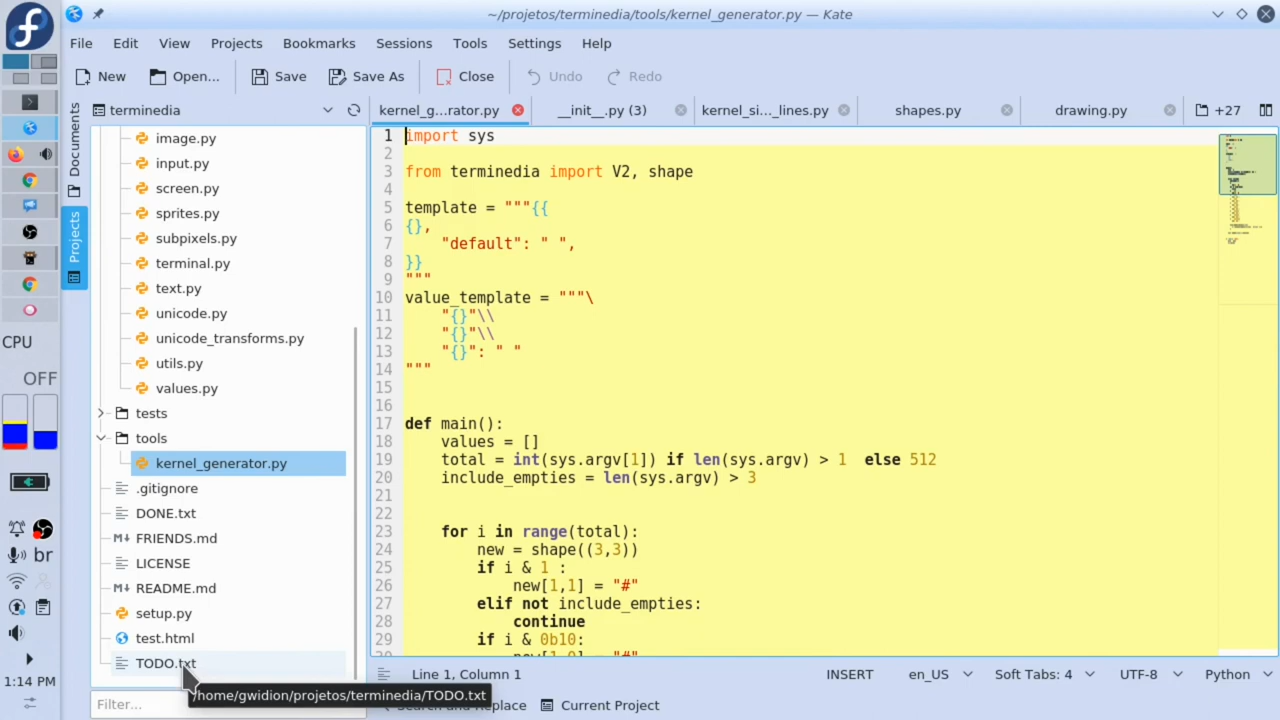 ~/projetos/terminedia/tools/kernel_generator.py — Kate
File Edit View Projects Bookmarks Sessions Tools Settings Help
New Open... Save Save As Close Undo Redo
Documents
Projects
terminedia
image.py
input.py
screen.py
sprites.py
subpixels.py
terminal.py
text.py
unicode.py
unicode_transforms.py
utils.py
values.py
tests
tools
kernel_generator.py
.gitignore
DONE.txt
FRIENDS.md
LICENSE
README.md
setup.py
test.html
TODO.txt
/home/gwidion/projetos/terminedia/TODO.txt
Filter...
kernel_g...rator.py __init__.py (3) kernel_si..._lines.py shapes.py drawing.py +27
1 import sys
2
3 from terminedia import V2, shape
4
5 template = """{{
6 {},
7     "default": " ",
8 }}
9 """
10 value_template = """\
11     "{}"\\
12     "{}"\\
13     "{}": " "
14 """
15
16
17 def main():
18     values = []
19     total = int(sys.argv[1]) if len(sys.argv) > 1  else 512
20     include_empties = len(sys.argv) > 3
21
22
23     for i in range(total):
24         new = shape((3,3))
25         if i & 1 :
26             new[1,1] = "#"
27         elif not include_empties:
28             continue
29         if i & 0b10:
Line 1, Column 1 INSERT en_US Soft Tabs: 4 UTF-8 Python
Search and Replace Current Project
CPU
OFF
br
1:14 PM